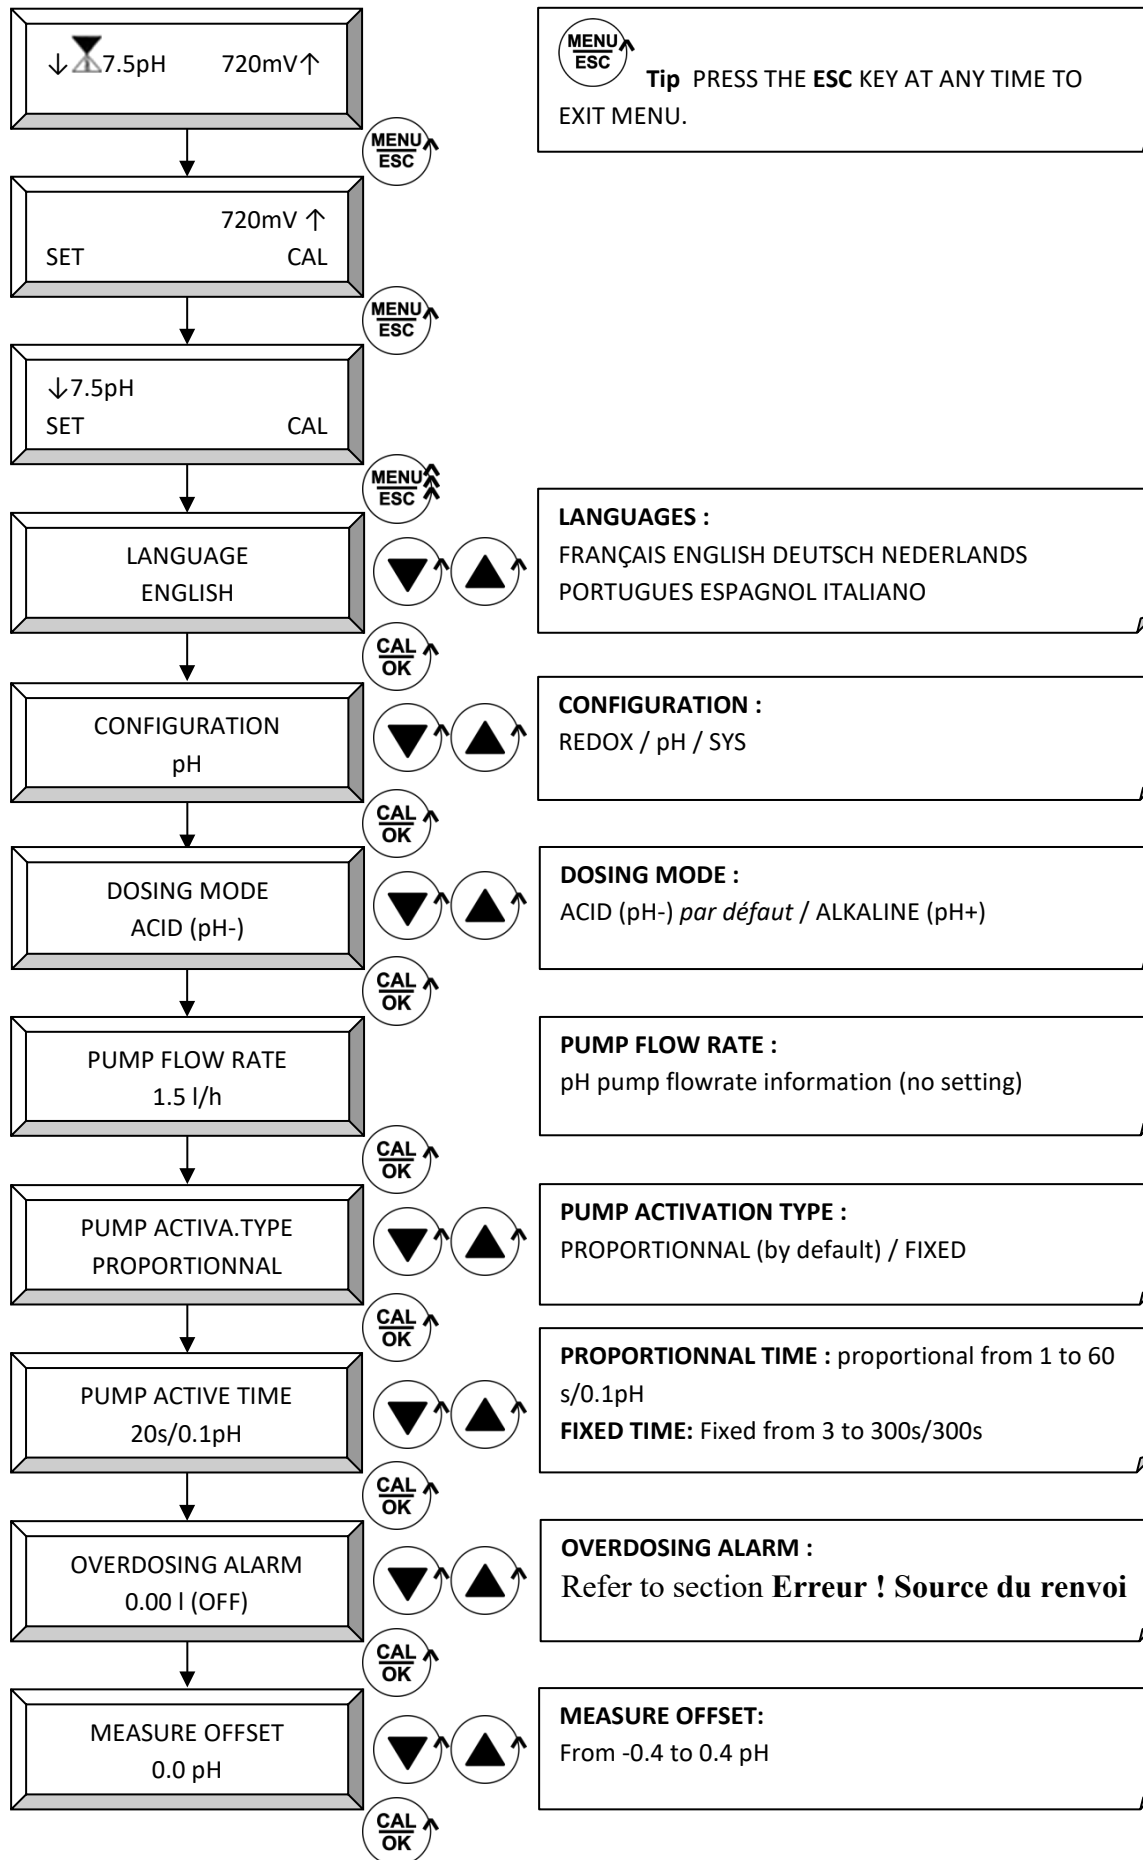 ↓ 7.5pH 720mV↑
MENU
ESC
Tip PRESS THE ESC KEY AT ANY TIME TO
EXIT MENU.
MENU
ESC
720mV ↑
SET CAL
MENU
ESC
↓7.5pH
SET CAL
MENU
ESC
LANGUAGE
ENGLISH
LANGUAGES :
FRANÇAIS ENGLISH DEUTSCH NEDERLANDS
PORTUGUES ESPAGNOL ITALIANO
CAL
OK
CONFIGURATION
pH
CONFIGURATION :
REDOX / pH / SYS
CAL
OK
DOSING MODE
ACID (pH-)
DOSING MODE :
ACID (pH-) par défaut / ALKALINE (pH+)
CAL
OK
PUMP FLOW RATE
1.5 l/h
PUMP FLOW RATE :
pH pump flowrate information (no setting)
CAL
OK
PUMP ACTIVA.TYPE
PROPORTIONNAL
PUMP ACTIVATION TYPE :
PROPORTIONNAL (by default) / FIXED
CAL
OK
PUMP ACTIVE TIME
20s/0.1pH
PROPORTIONNAL TIME : proportional from 1 to 60
s/0.1pH
FIXED TIME: Fixed from 3 to 300s/300s
CAL
OK
OVERDOSING ALARM
0.00 l (OFF)
OVERDOSING ALARM :
Refer to section Erreur ! Source du renvoi
CAL
OK
MEASURE OFFSET
0.0 pH
MEASURE OFFSET:
From -0.4 to 0.4 pH
CAL
OK